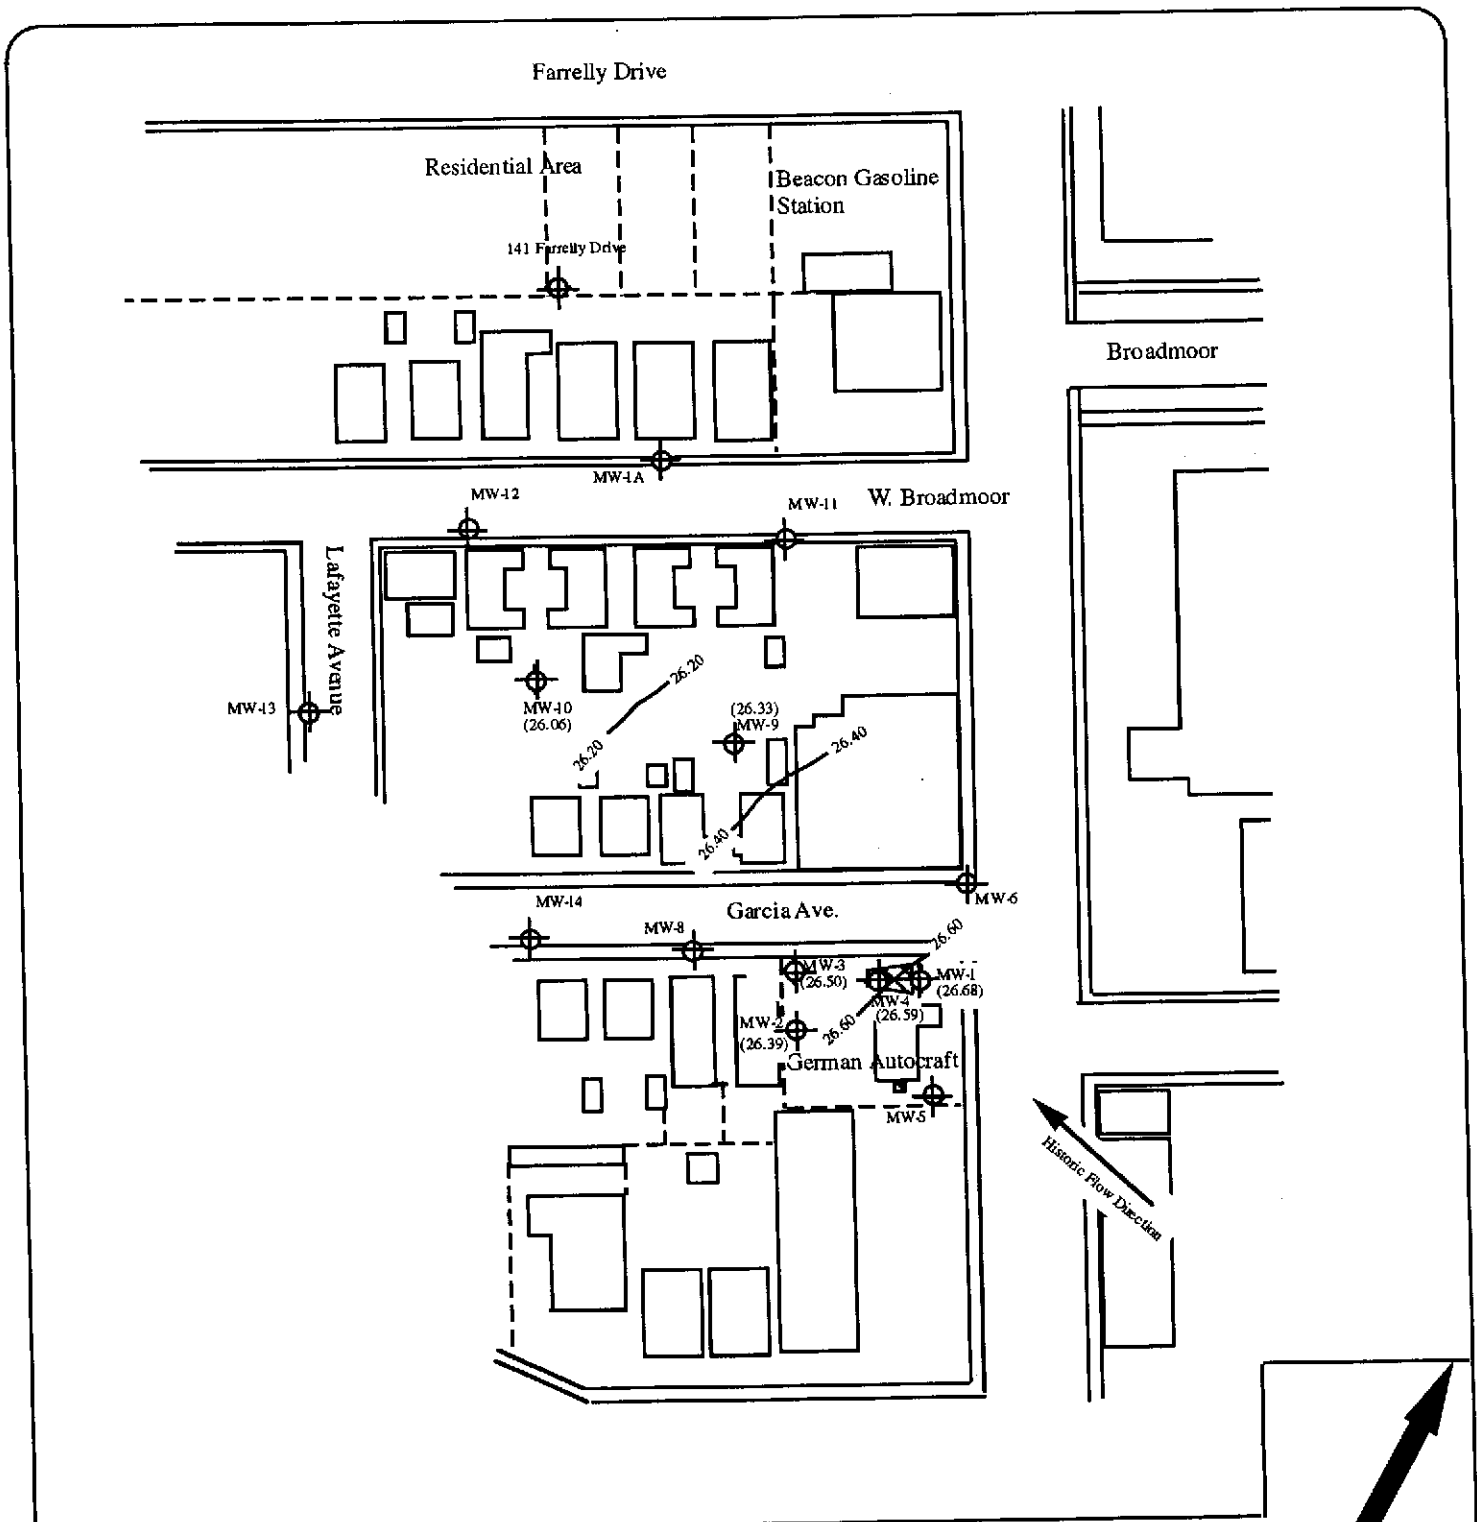 Farrelly Drive
Residential Area
Beacon Gasoline
Station
141 Farrelly Drive
Broadmoor
MW-1A
MW-12
MW-11
W. Broadmoor
Lafayette Avenue
26.20
MW-13
MW-10
(26.06)
(26.33)
MW-9
26.20
26.40
26.40
MW-6
MW-14
Garcia Ave.
MW-8
26.60
MW-3
(26.50)
MW-1
(26.68)
MW-4
(26.59)
MW-2
(26.39)
26.60
German Autocraft
MW-5
Historic Flow Direction